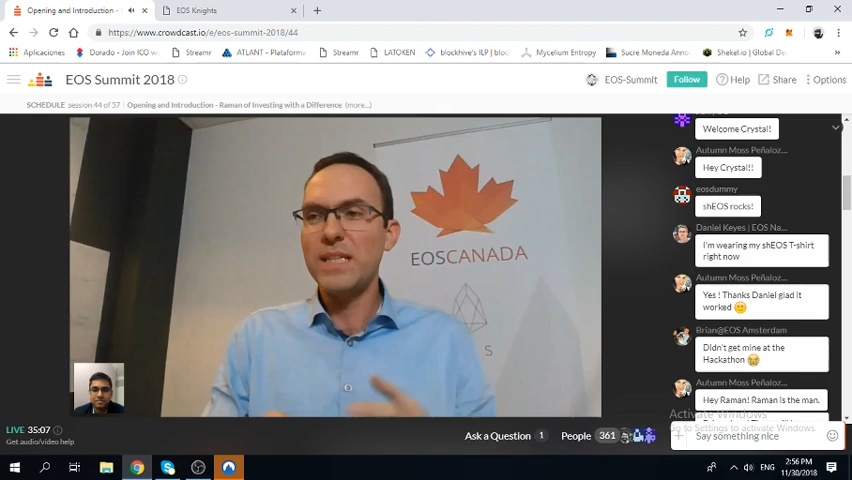 Opening and Introduction -
EOS Knights
https://www.crowdcast.io/e/eos-summit-2018/44
Aplicaciones
Dorado - Join ICO w
Streamr
ATLANT - Plataforma
Streamr
LATOKEN
blockhive's ILP | bloc
Mycelium Entropy
Sucre Moneda Ano
Shekel.io | Global De
EOS Summit 2018
EOS-Summit
Follow
Help
Share
Options
SCHEDULE session 44 of 57 Opening and Introduction - Raman of Investing with a Difference (more...)
EOSCANADA
S
Welcome Crystal!
Autumn Moss Peñaloz...
Hey Crystal!!
eosdummy
shEOS rocks!
Daniel Keyes | EOS Na...
I'm wearing my shEOS T-shirt
right now
Autumn Moss Peñaloz...
Yes ! Thanks Daniel glad it
worked
Brian@EOS Amsterdam
Didn't get mine at the
Hackathon
Autumn Moss Peñaloz...
Hey Raman! Raman is the man.
Activate Windows
Go to Settings to activate Windows.
Say something nice
LIVE 35:07
Get audio/video help
Ask a Question 1
People 361
ENG
2:56 PM
11/30/2018